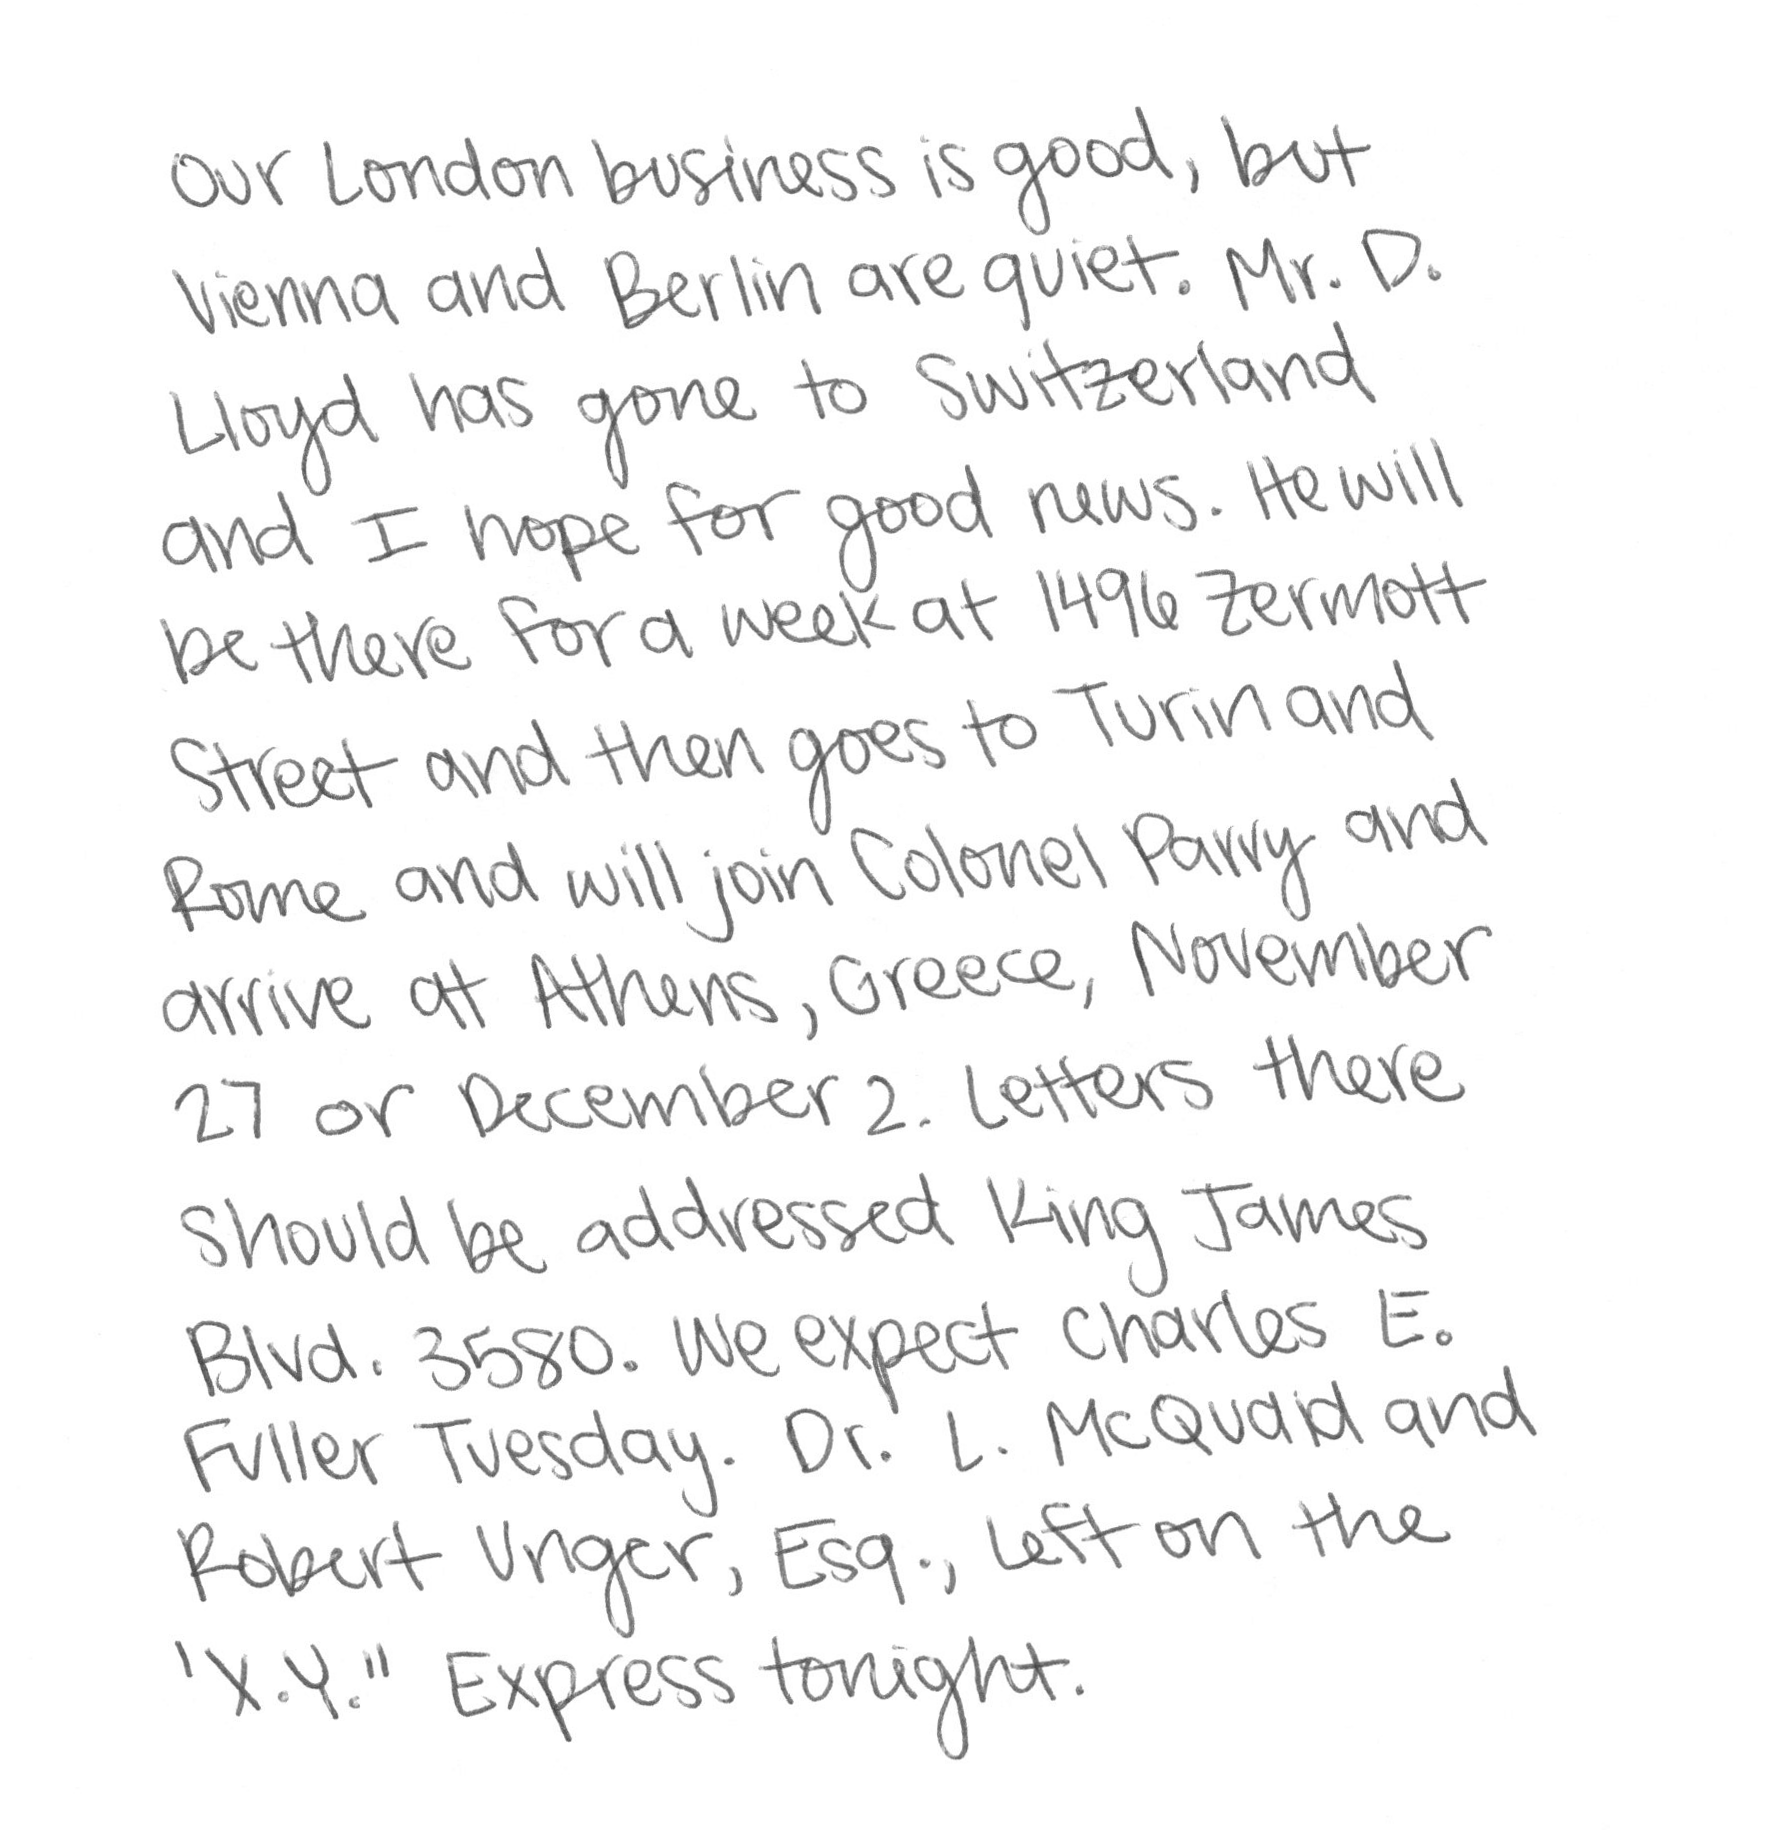 Our London business is good, but
Vienna and Berlin are quiet. Mr. D.
Lloyd has gone to Switzerland
and I hope for good news. He will
be there for a week at 1496 Zermott
Street and then goes to Turin and
Rome and will join Colonel Parry and
arrive at Athens, Greece, November
27 or December 2. Letters there
should be addressed King James
Blvd. 3580. We expect Charles E.
Fuller Tuesday. Dr. L. McQuaid and
Robert Unger, Esq., left on the
'X.Y." Express tonight.